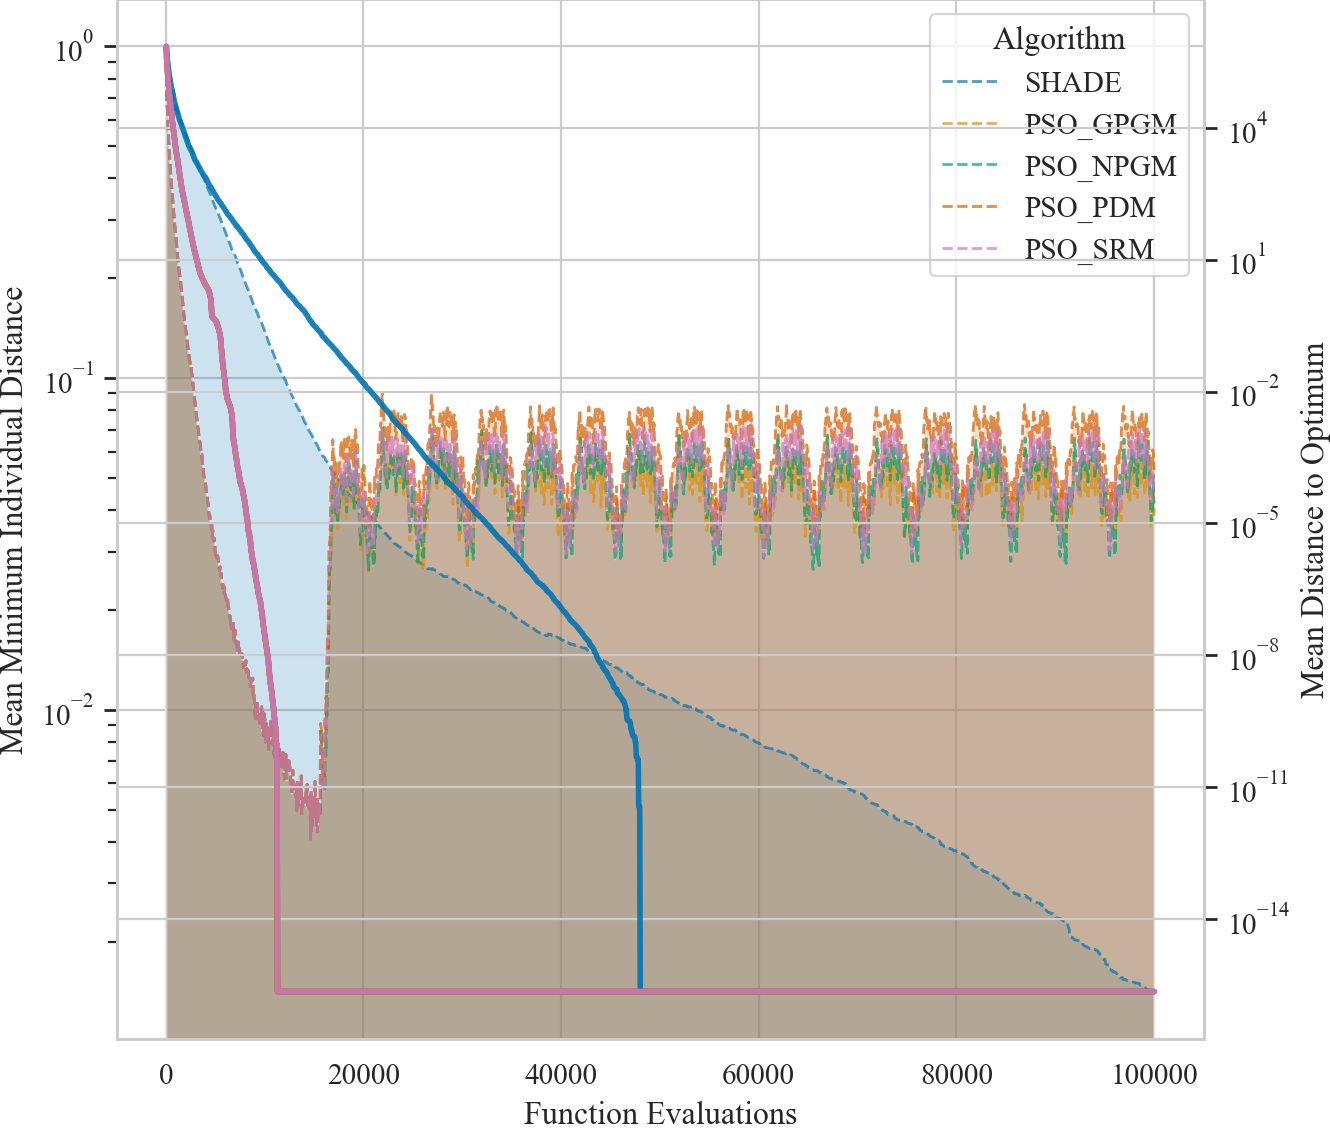 Algorithm
SHADE
PSO_GPGM
PSO_NPGM
PSO_PDM
PSO_SRM
Mean Minimum Individual Distance
10^0
10^−1
10^−2
Mean Distance to Optimum
10^4
10^1
10^−2
10^−5
10^−8
10^−11
10^−14
0 20000 40000 60000 80000 100000
Function Evaluations